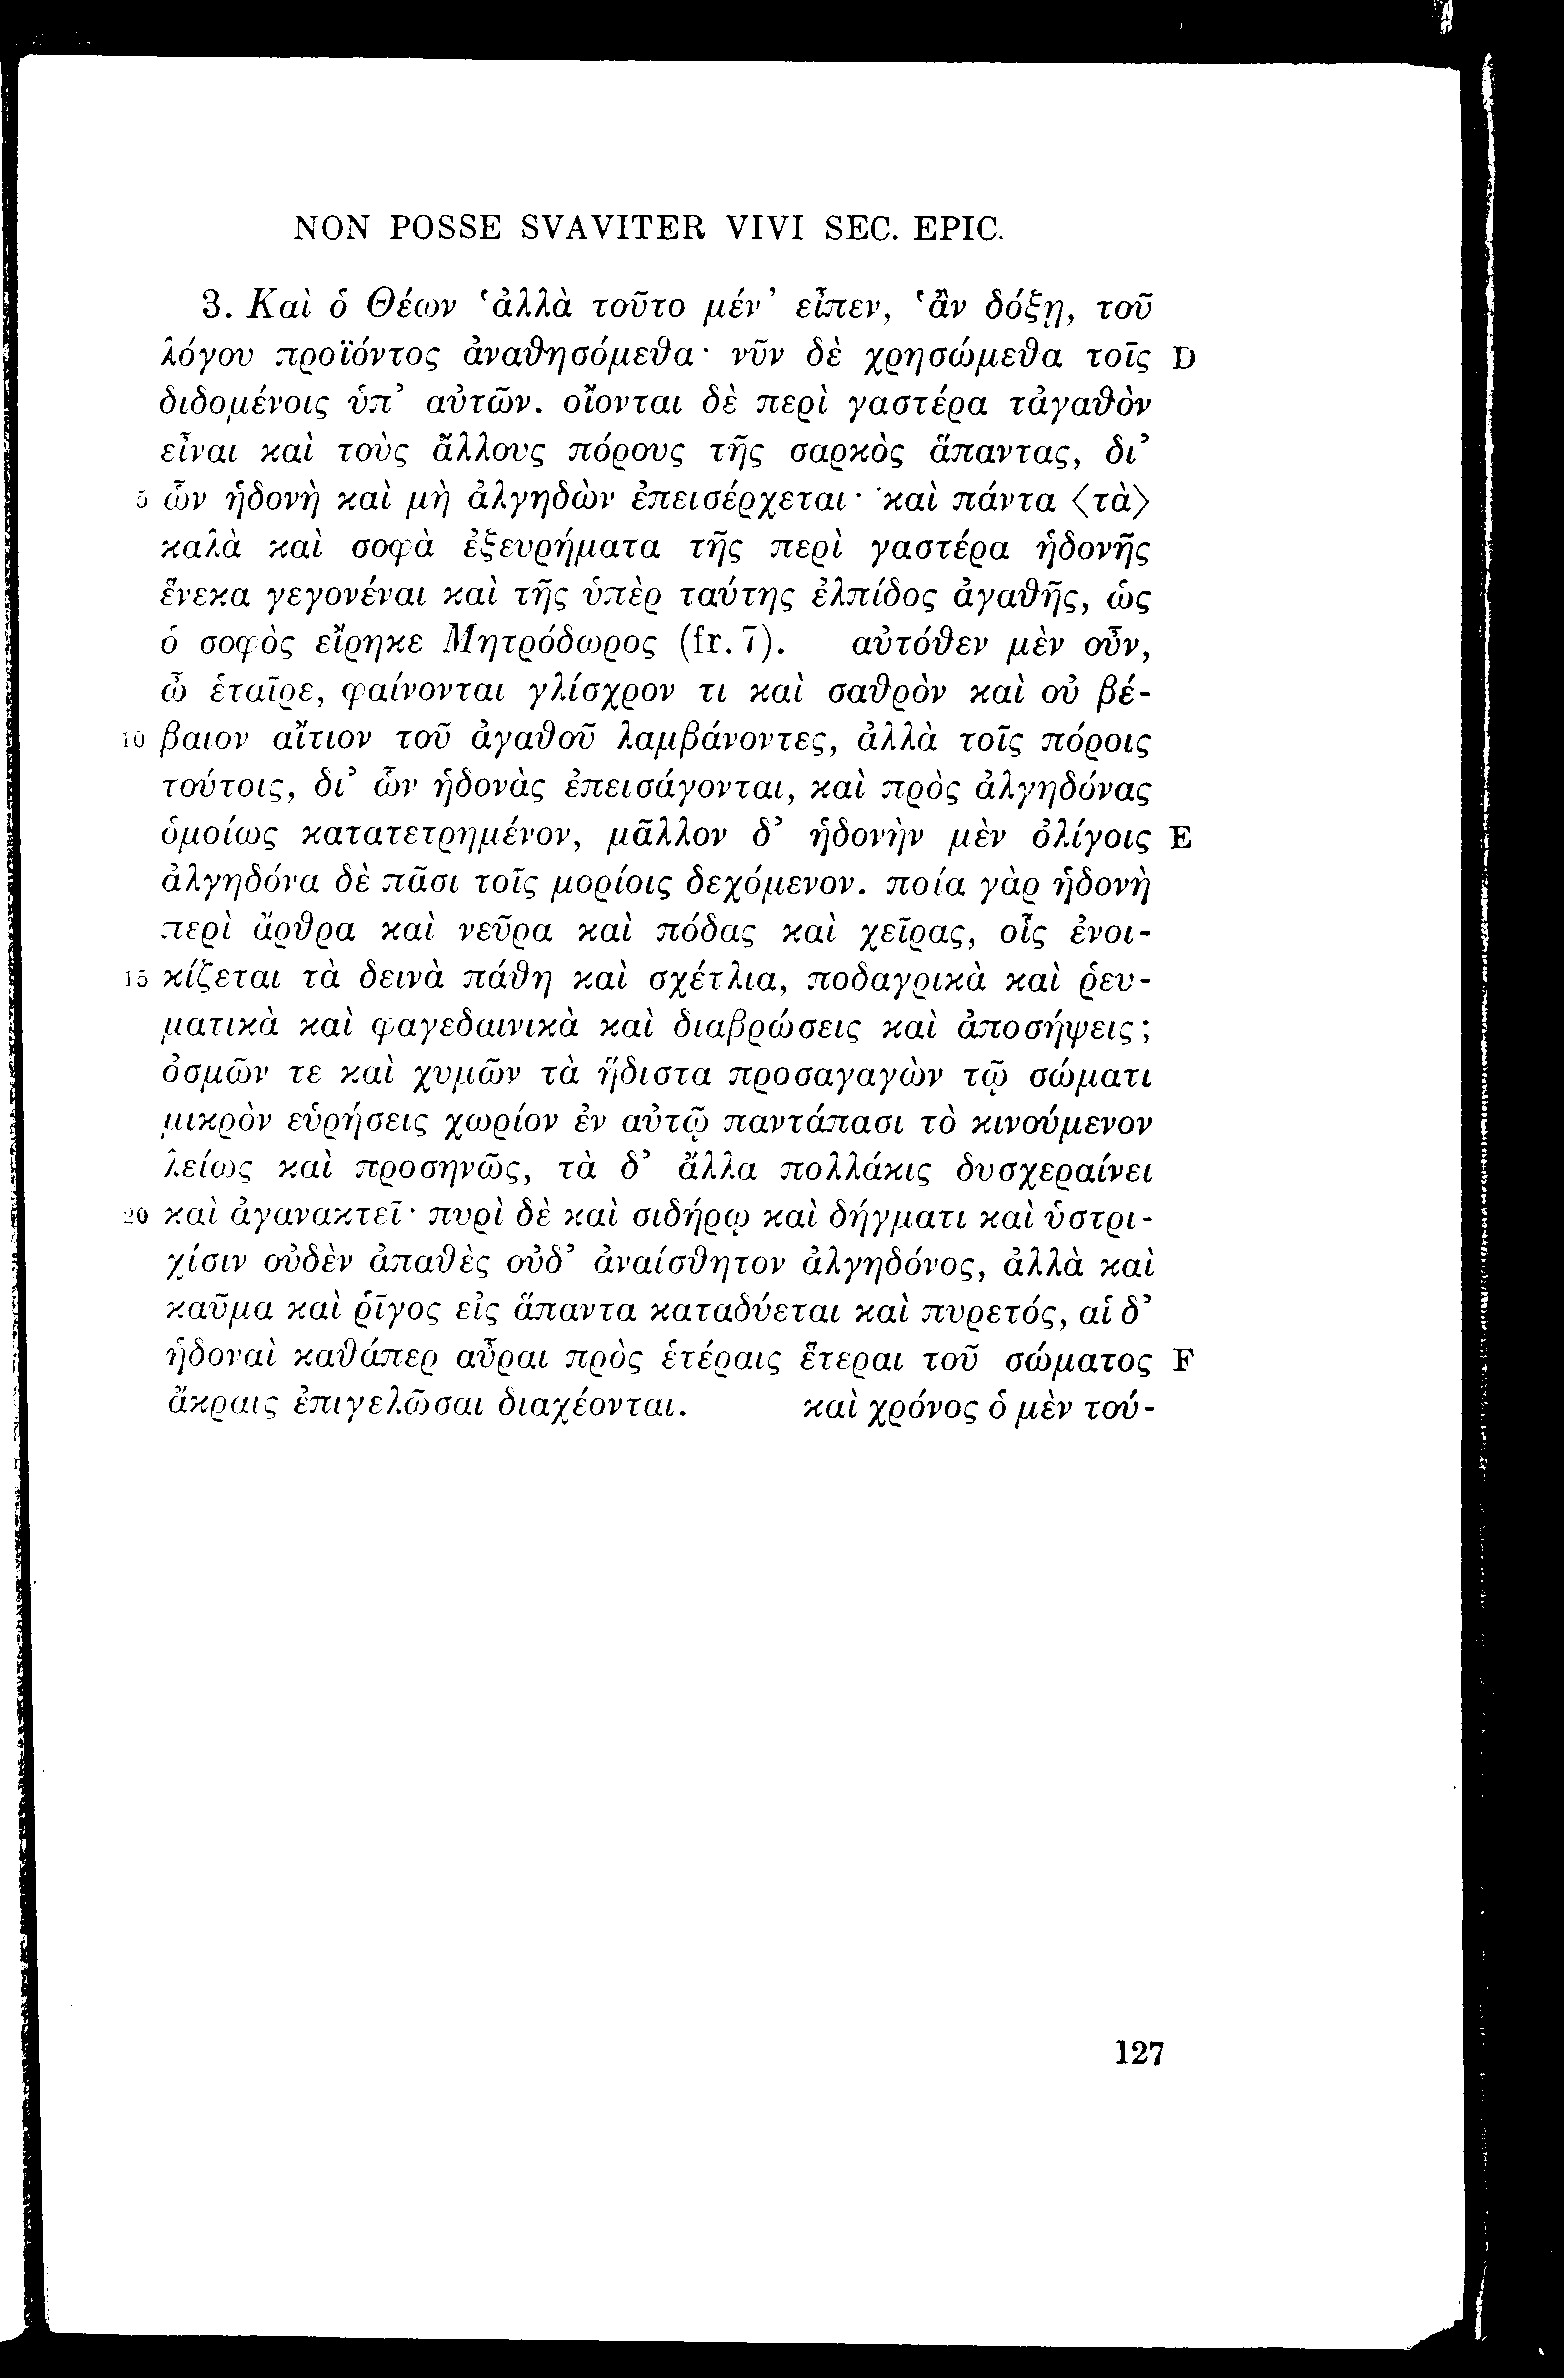 NON POSSE SVAVITER VIVI SEC. EPIC.
3. Καὶ ὁ Θέων ‛ἀλλὰ τοῦτο μέν’ εἶπεν, ‛ἂν δόξῃ, τοῦ
λόγου προϊόντος ἀναθησόμεθα· νῦν δὲ χρησώμεθα τοῖς D
διδομένοις ὑπ’ αὐτῶν. οἴονται δὲ περὶ γαστέρα τἀγαθὸν
εἶναι καὶ τοὺς ἄλλους πόρους τῆς σαρκὸς ἅπαντας, δι’
5 ὧν ἡδονὴ καὶ μὴ ἀλγηδὼν ἐπεισέρχεται· καὶ πάντα 〈τὰ〉
καλὰ καὶ σοφὰ ἐξευρήματα τῆς περὶ γαστέρα ἡδονῆς
ἕνεκα γεγονέναι καὶ τῆς ὑπὲρ ταύτης ἐλπίδος ἀγαθῆς, ὡς
ὁ σοφὸς εἴρηκε Μητρόδωρος (fr. 7). αὐτόθεν μὲν οὖν,
ὦ ἑταῖρε, φαίνονται γλίσχρον τι καὶ σαθρὸν καὶ οὐ βέ-
10 βαιον αἴτιον τοῦ ἀγαθοῦ λαμβάνοντες, ἀλλὰ τοῖς πόροις
τούτοις, δι’ ὧν ἡδονὰς ἐπεισάγονται, καὶ πρὸς ἀλγηδόνας
ὁμοίως κατατετρημένον, μᾶλλον δ’ ἡδονὴν μὲν ὀλίγοις E
ἀλγηδόνα δὲ πᾶσι τοῖς μορίοις δεχόμενον. ποία γὰρ ἡδονὴ
περὶ ἄρθρα καὶ νεῦρα καὶ πόδας καὶ χεῖρας, οἷς ἐνοι-
15 κίζεται τὰ δεινὰ πάθη καὶ σχέτλια, ποδαγρικὰ καὶ ῥευ-
ματικὰ καὶ φαγεδαινικὰ καὶ διαβρώσεις καὶ ἀποσήψεις;
ὀσμῶν τε καὶ χυμῶν τὰ ἥδιστα προσαγαγὼν τῷ σώματι
μικρὸν εὑρήσεις χωρίον ἐν αὐτῷ παντάπασι τὸ κινούμενον
λείως καὶ προσηνῶς, τὰ δ’ ἄλλα πολλάκις δυσχεραίνει
20 καὶ ἀγανακτεῖ· πυρὶ δὲ καὶ σιδήρῳ καὶ δήγματι καὶ ὑστρι-
χίσιν οὐδὲν ἀπαθὲς οὐδ’ ἀναίσθητον ἀλγηδόνος, ἀλλὰ καὶ
καῦμα καὶ ῥῖγος εἰς ἅπαντα καταδύεται καὶ πυρετός, αἱ δ’
ἡδοναὶ καθάπερ αὖραι πρὸς ἑτέραις ἕτεραι τοῦ σώματος F
ἄκραις ἐπιγελῶσαι διαχέονται. καὶ χρόνος ὁ μὲν τού-
127